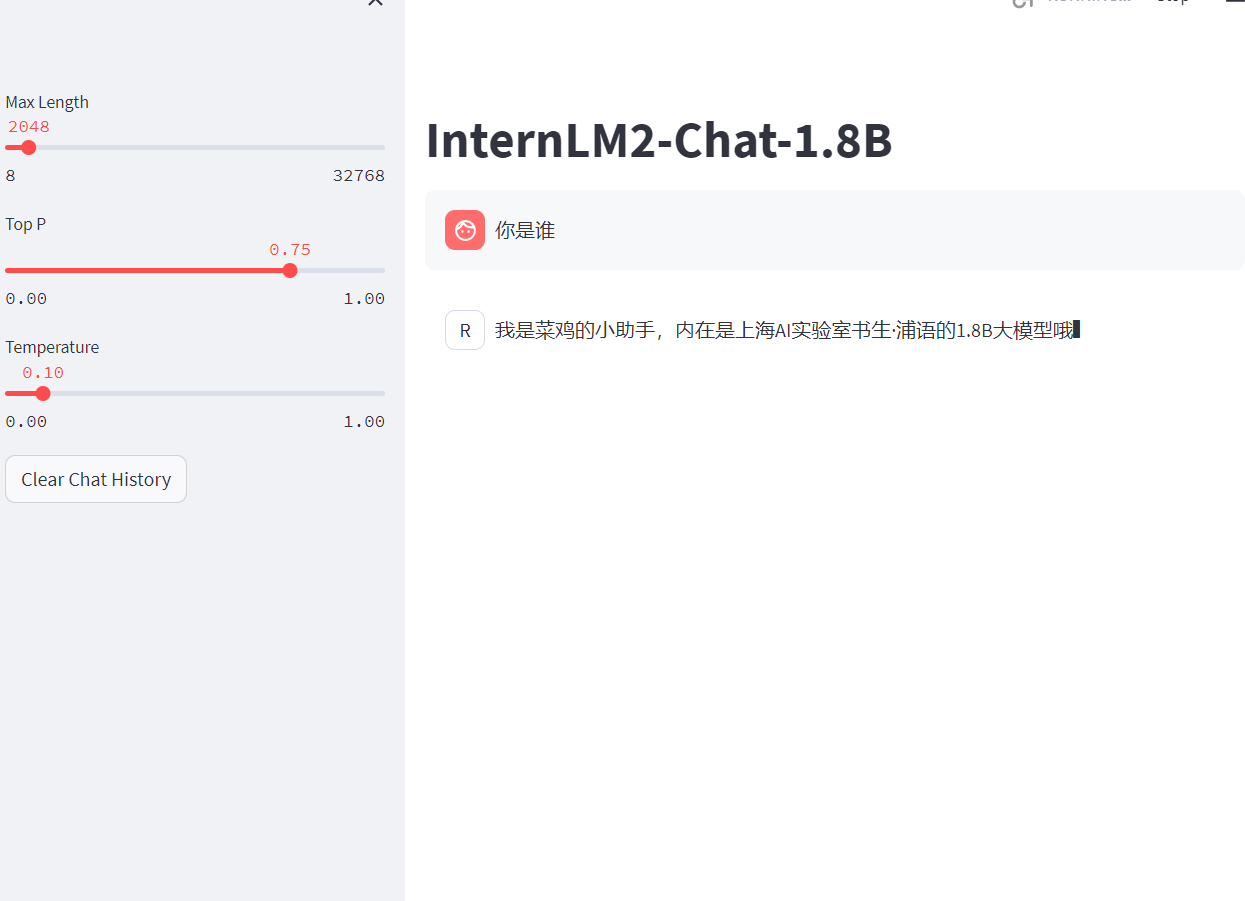 Max Length
2048
8 32768
Top P
0.75
0.00 1.00
Temperature
0.10
0.00 1.00
Clear Chat History
InternLM2-Chat-1.8B
你是谁
R 我是菜鸡的小助手，内在是上海AI实验室书生·浦语的1.8B大模型哦